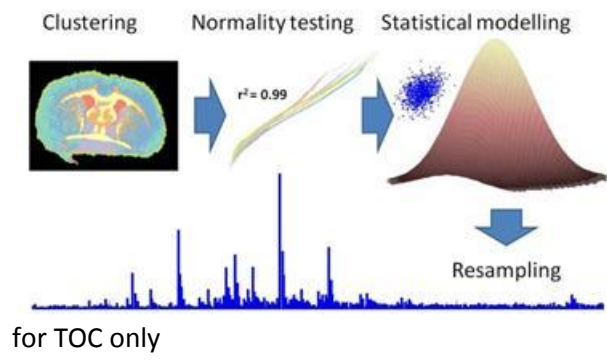 Clustering Normality testing Statistical modelling
r² = 0.99
Resampling
for TOC only